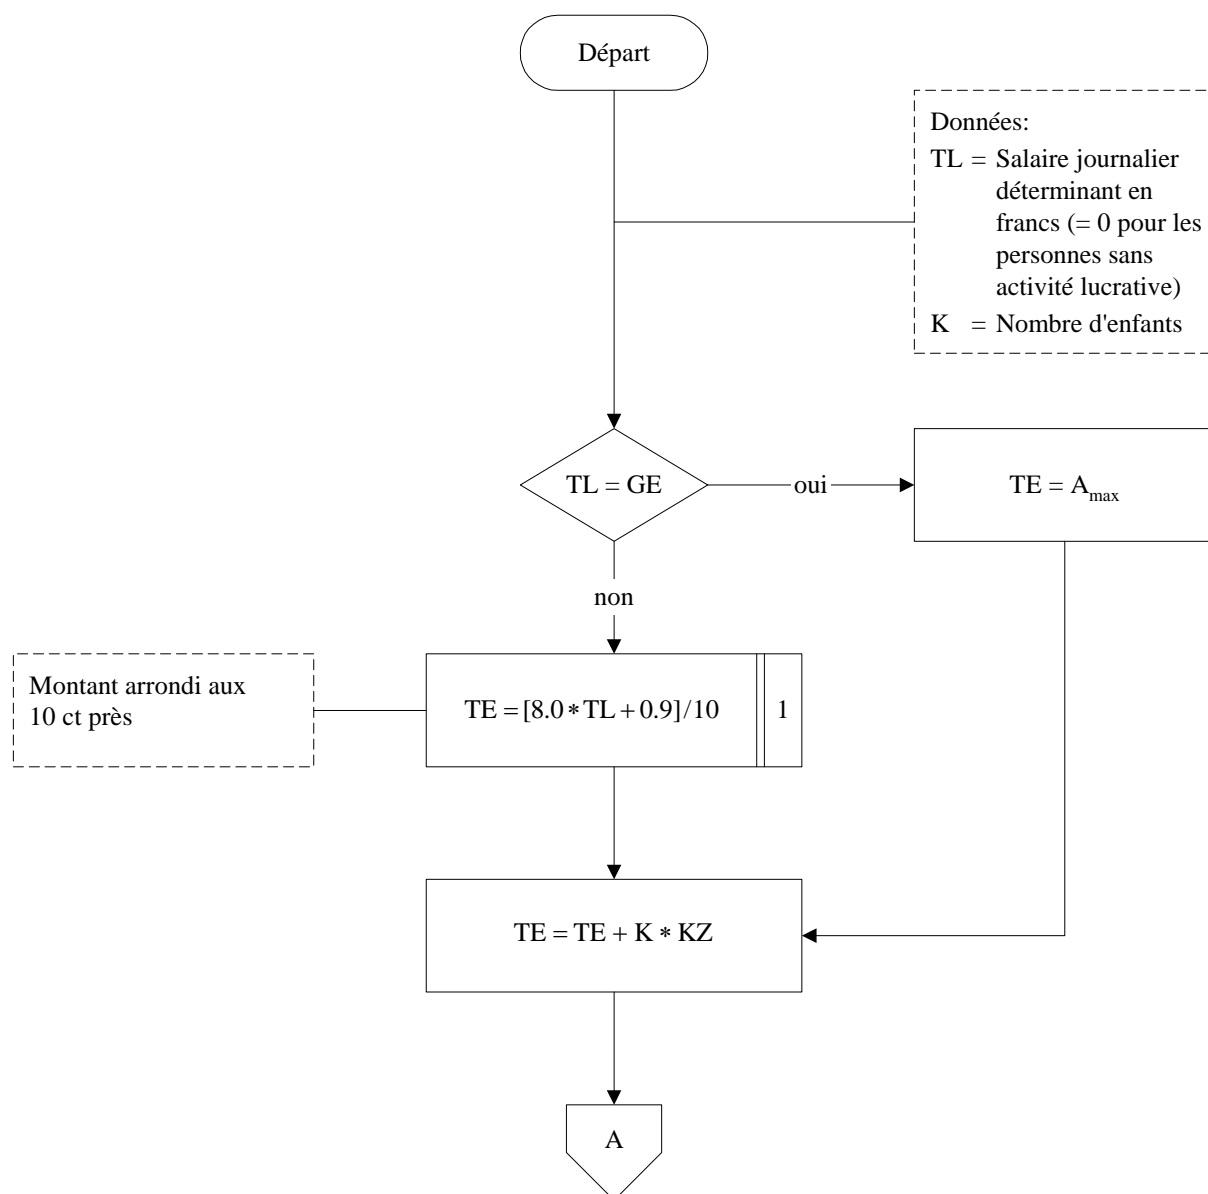 Départ
Données:
TL = Salaire journalier
déterminant en
francs (= 0 pour les
personnes sans
activité lucrative)
K = Nombre d'enfants
TL = GE
oui
TE = Amax
non
Montant arrondi aux
10 ct près
TE = [8.0 * TL + 0.9]/10
1
TE = TE + K * KZ
A